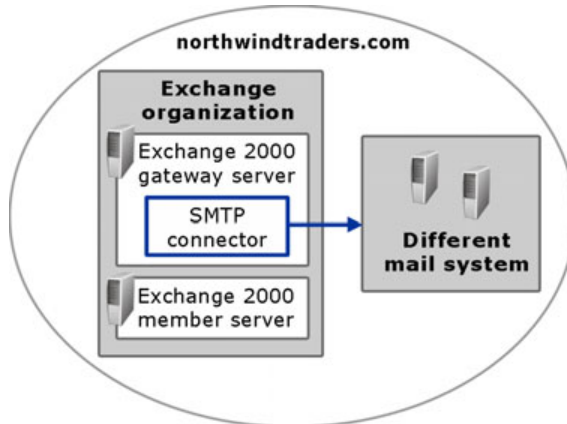 northwindtraders.com
Exchange
organization
Exchange 2000
gateway server
SMTP
connector
Exchange 2000
member server
Different
mail system